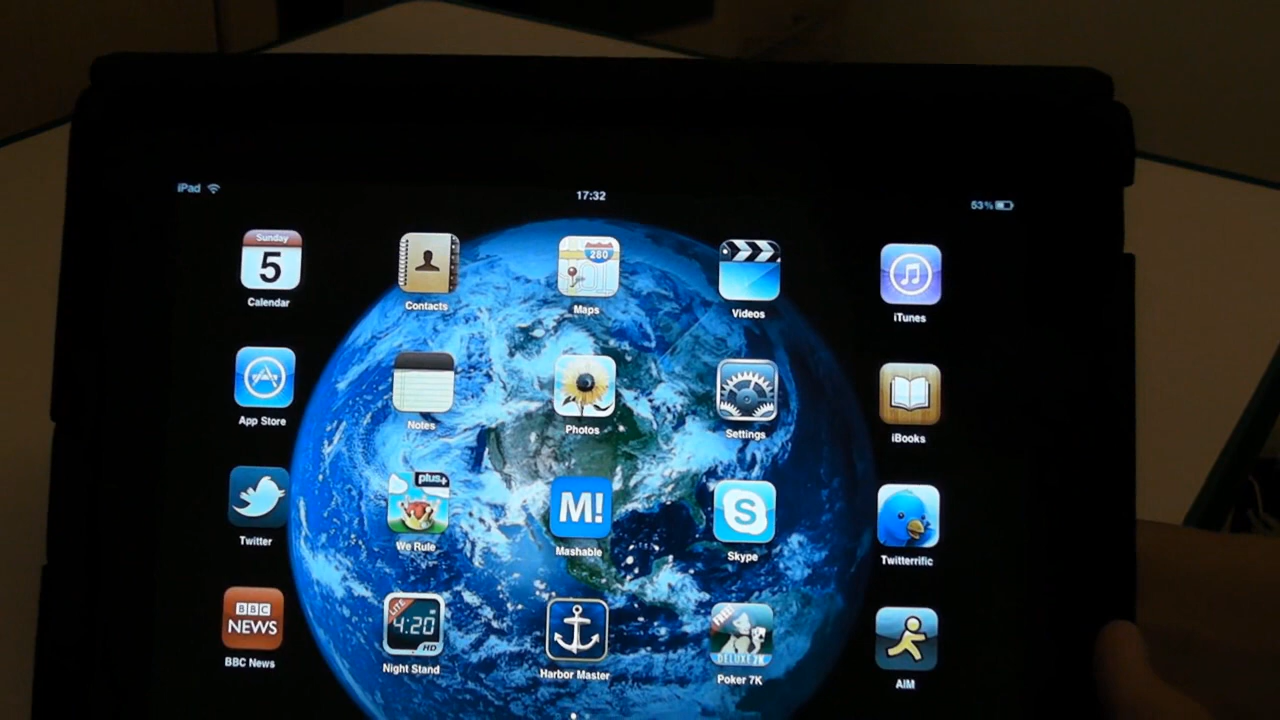 iPad 17:32 53%
Sunday
5
280
Calendar Contacts Maps Videos iTunes
App Store Notes Photos Settings iBooks
plus+
M!
S
Twitter We Rule Mashable Skype Twitterrific
BBC
NEWS
LITE
4:20
HD
FREE!
DELUXE 7K
BBC News Night Stand Harbor Master Poker 7K AIM